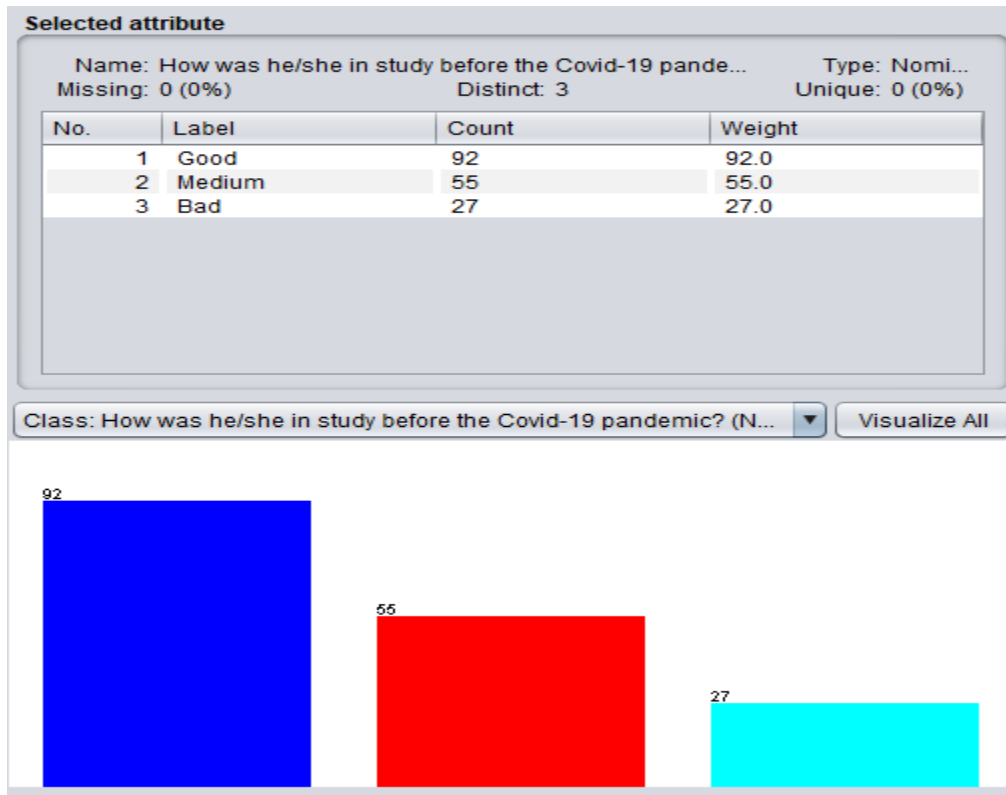 Selected attribute
Name: How was he/she in study before the Covid-19 pande... Type: Nomi...
Missing: 0 (0%) Distinct: 3 Unique: 0 (0%)
No. Label Count Weight
1 Good 92 92.0
2 Medium 55 55.0
3 Bad 27 27.0
Class: How was he/she in study before the Covid-19 pandemic? (N... Visualize All
92
55
27